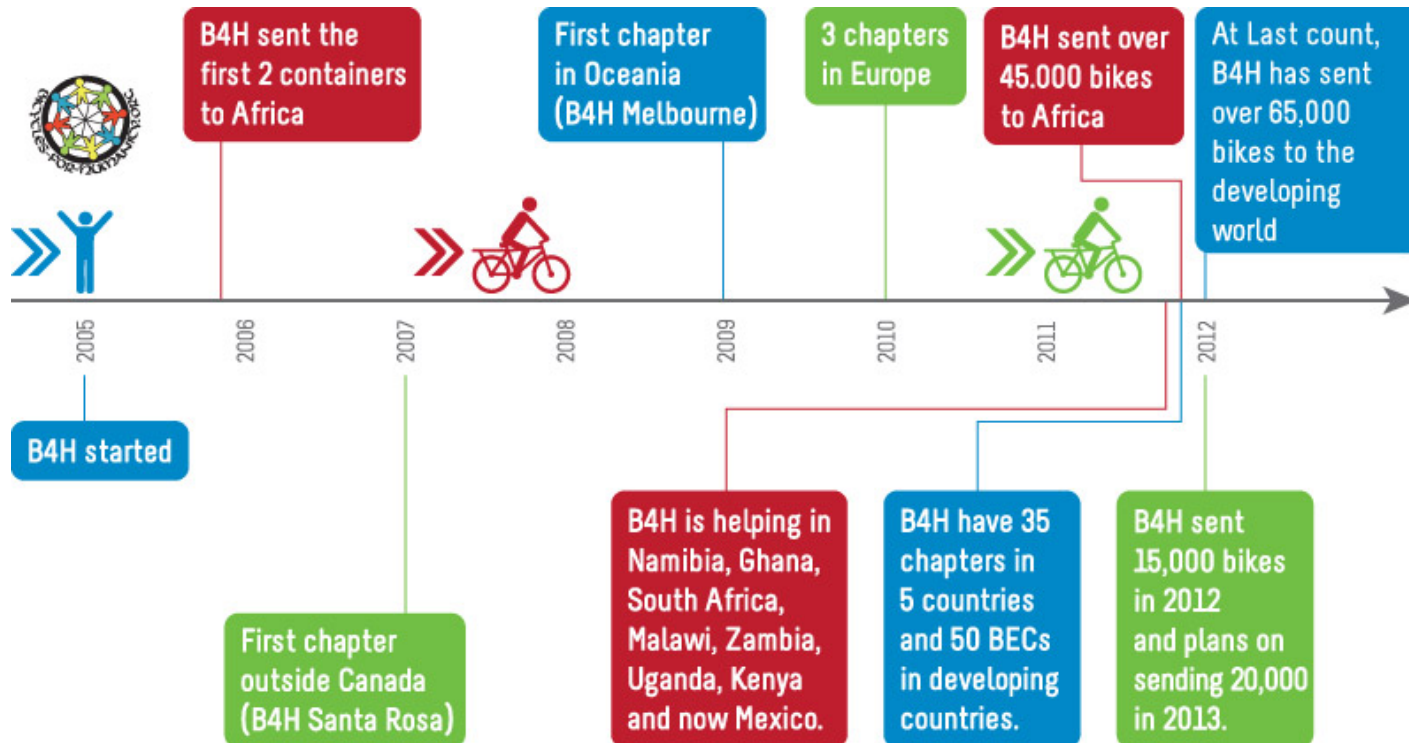 B4H sent the
first 2 containers
to Africa
First chapter
in Oceania
(B4H Melbourne)
3 chapters
in Europe
B4H sent over
45.000 bikes
to Africa
At Last count,
B4H has sent
over 65,000
bikes to the
developing
world
BICYCLES-FOR-HUMANITY.ORG
2005
2006
2007
2008
2009
2010
2011
2012
B4H started
First chapter
outside Canada
(B4H Santa Rosa)
B4H is helping in
Namibia, Ghana,
South Africa,
Malawi, Zambia,
Uganda, Kenya
and now Mexico.
B4H have 35
chapters in
5 countries
and 50 BECs
in developing
countries.
B4H sent
15,000 bikes
in 2012
and plans on
sending 20,000
in 2013.